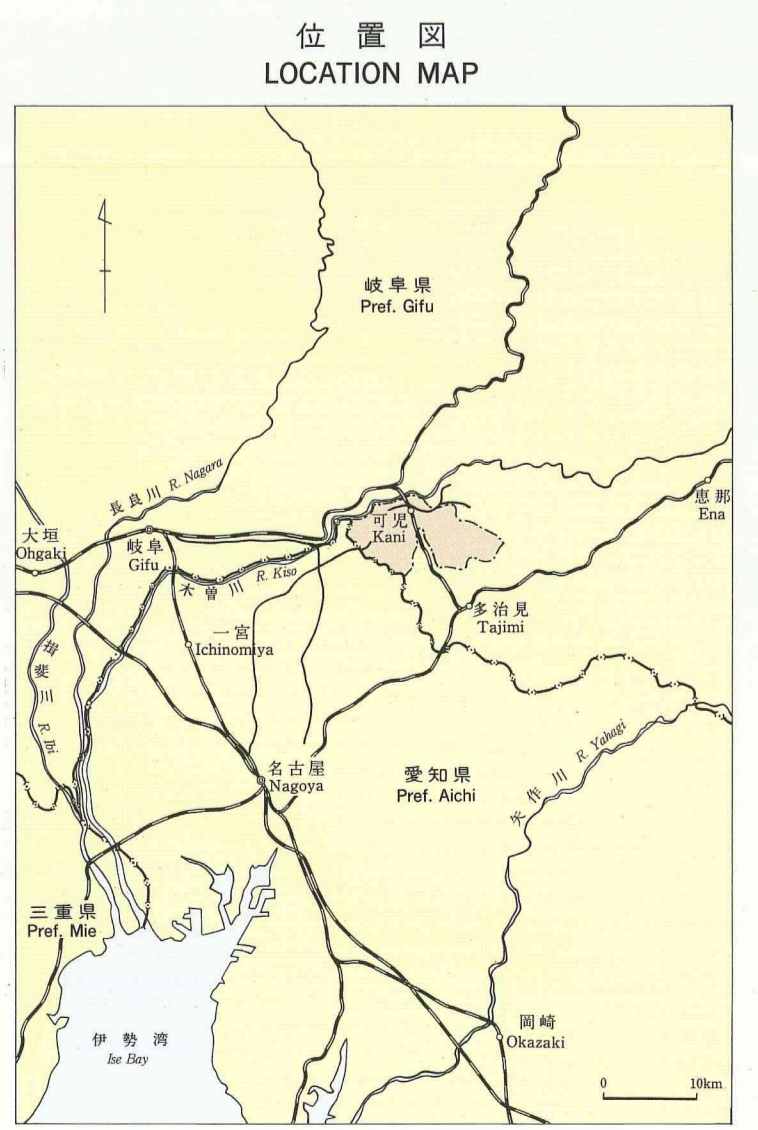 位置図
LOCATION MAP
岐阜県
Pref. Gifu
長良川 R. Nagara
恵那
Ena
大垣
Ohgaki
岐阜
Gifu
可児
Kani
木曽川 R. Kiso
多治見
Tajimi
一宮
Ichinomiya
揖斐川 R. Ibi
矢作川 R. Yahagi
名古屋
Nagoya
愛知県
Pref. Aichi
三重県
Pref. Mie
伊勢湾
Ise Bay
岡崎
Okazaki
0 10km